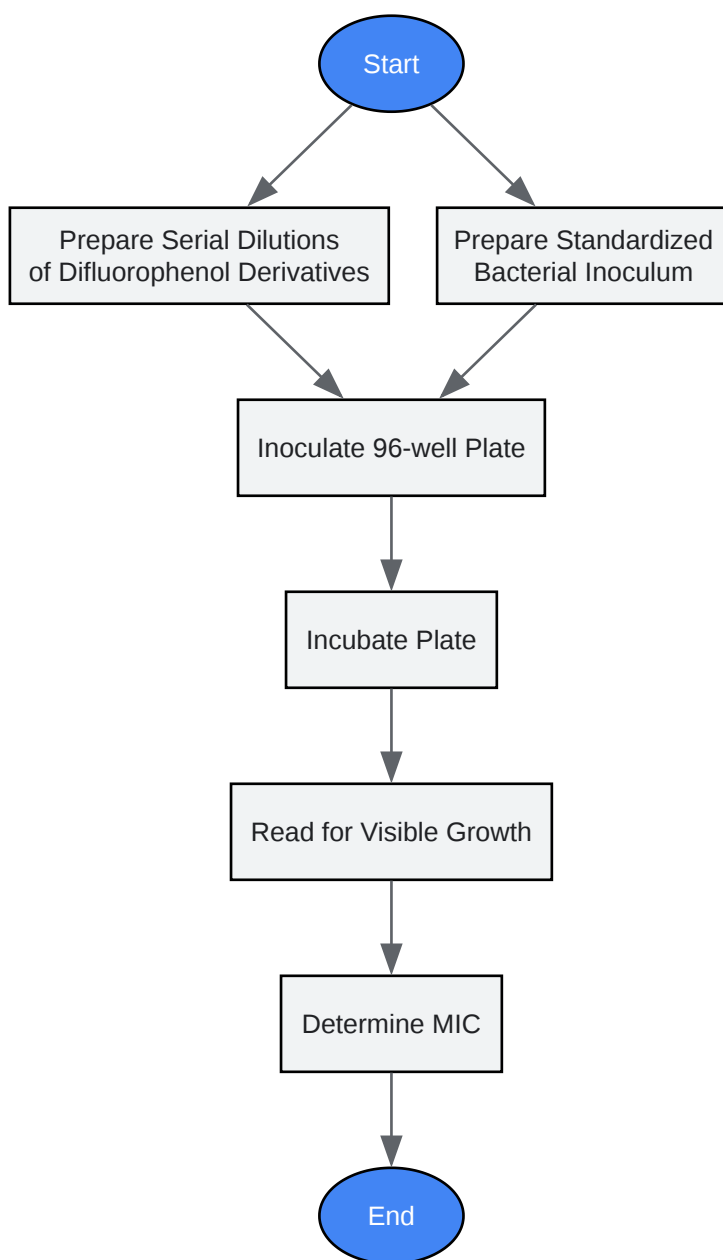 Start
Prepare Serial Dilutions
of Difluorophenol Derivatives
Prepare Standardized
Bacterial Inoculum
Inoculate 96-well Plate
Incubate Plate
Read for Visible Growth
Determine MIC
End